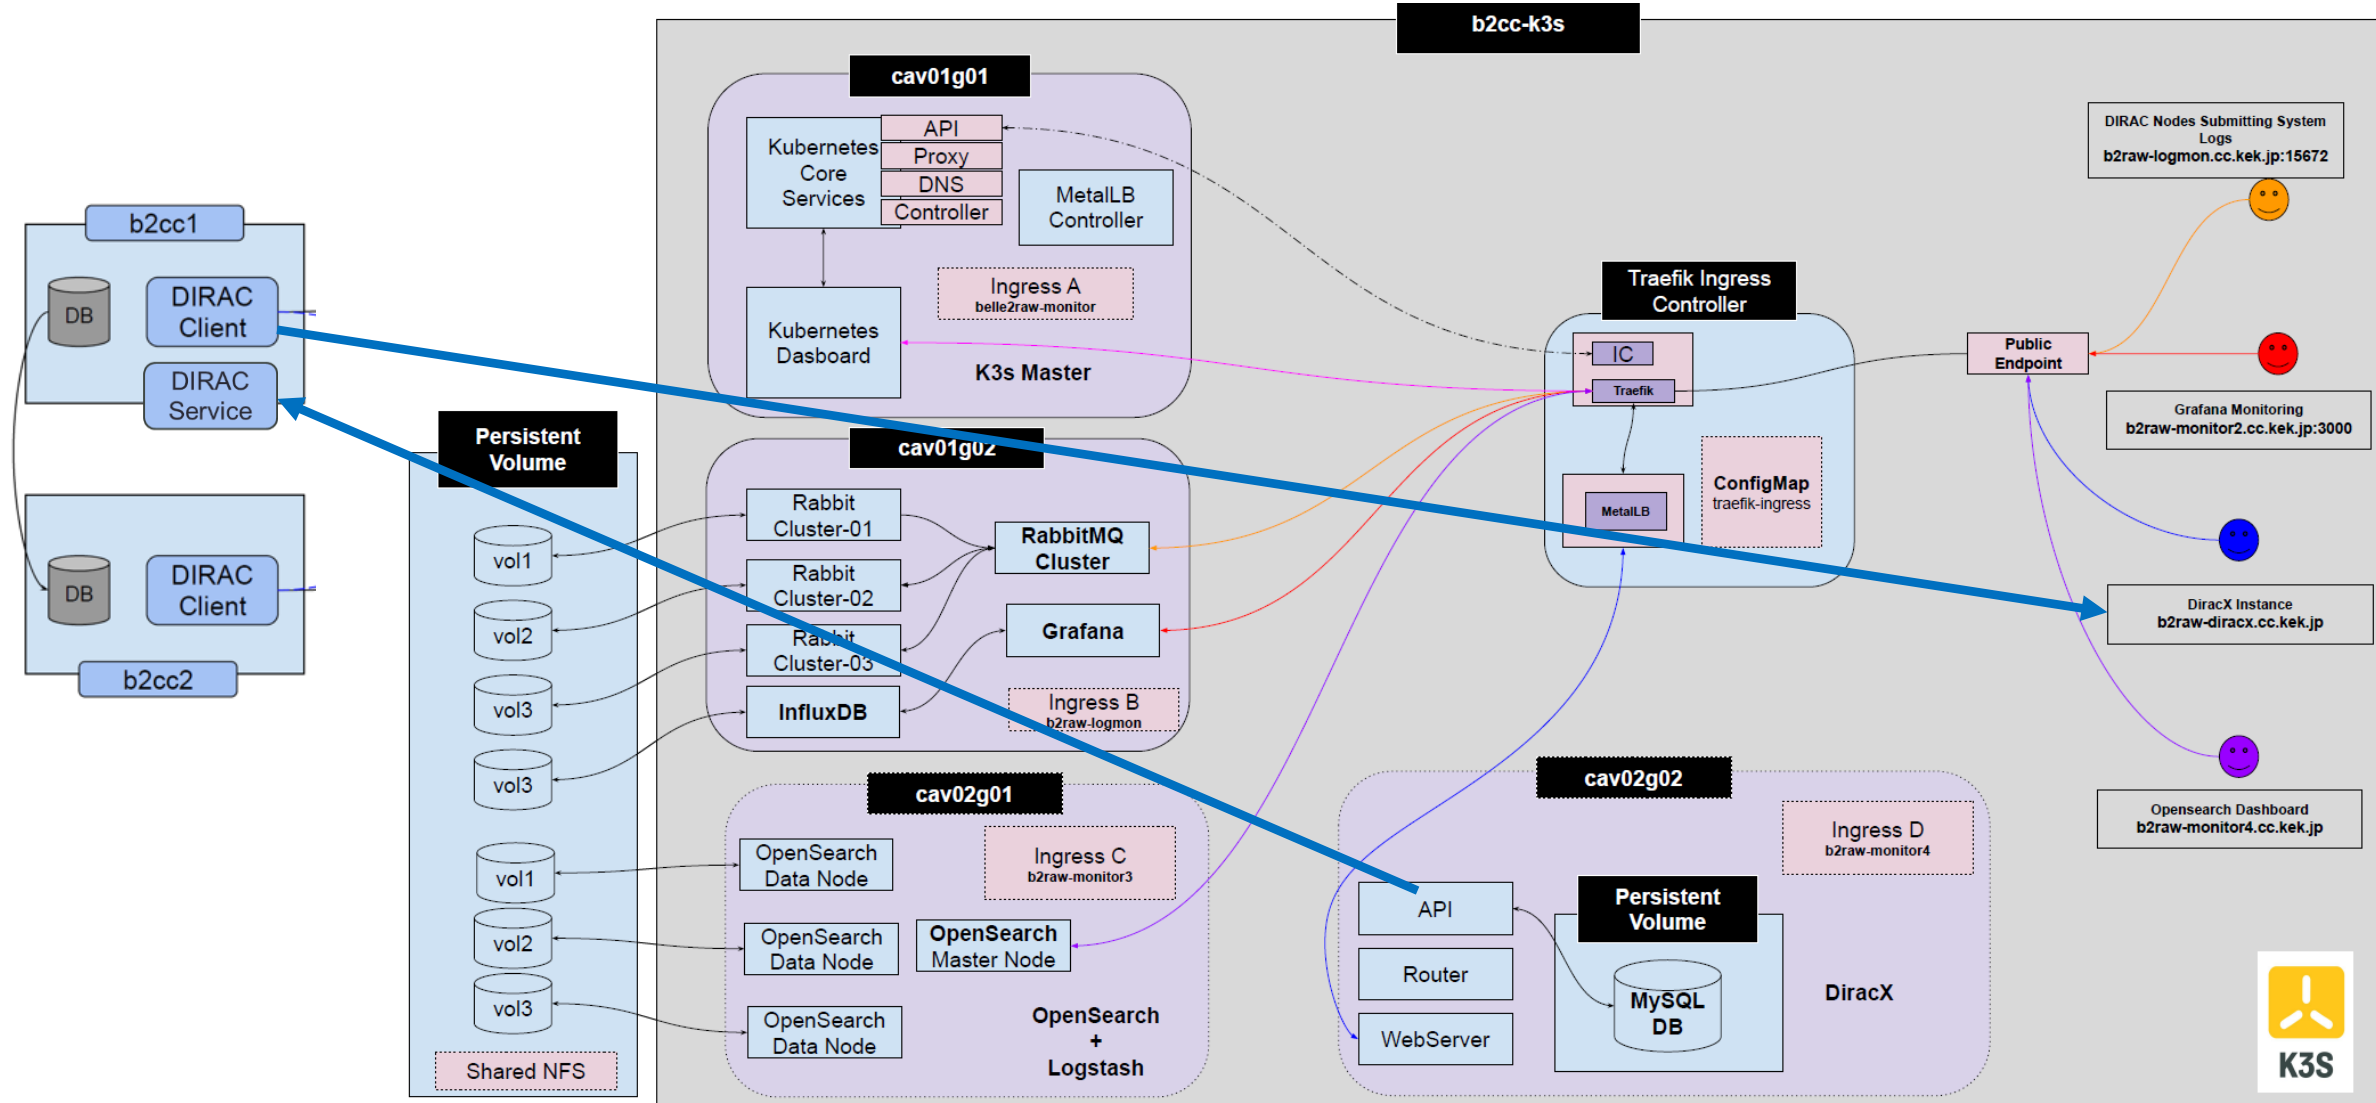 b2cc-k3s
cav01g01
Kubernetes
Core
Services
API
Proxy
DNS
Controller
MetalLB
Controller
Ingress A
belle2raw-monitor
Kubernetes
Dasboard
K3s Master
b2cc1
DB
DIRAC
Client
DIRAC
Service
DB
DIRAC
Client
b2cc2
Persistent
Volume
vol1
vol2
vol3
vol3
vol1
vol2
vol3
Shared NFS
cav01g02
Rabbit
Cluster-01
Rabbit
Cluster-02
Rabbit
Cluster-03
InfluxDB
RabbitMQ
Cluster
Grafana
Ingress B
b2raw-logmon
cav02g01
OpenSearch
Data Node
OpenSearch
Data Node
OpenSearch
Data Node
Ingress C
b2raw-monitor3
OpenSearch
Master Node
OpenSearch
+
Logstash
Traefik Ingress
Controller
IC
Traefik
MetalLB
ConfigMap
traefik-ingress
Public
Endpoint
DIRAC Nodes Submitting System
Logs
b2raw-logmon.cc.kek.jp:15672
Grafana Monitoring
b2raw-monitor2.cc.kek.jp:3000
DiracX Instance
b2raw-diracx.cc.kek.jp
Opensearch Dashboard
b2raw-monitor4.cc.kek.jp
cav02g02
Ingress D
b2raw-monitor4
API
Router
WebServer
Persistent
Volume
MySQL
DB
DiracX
K3S